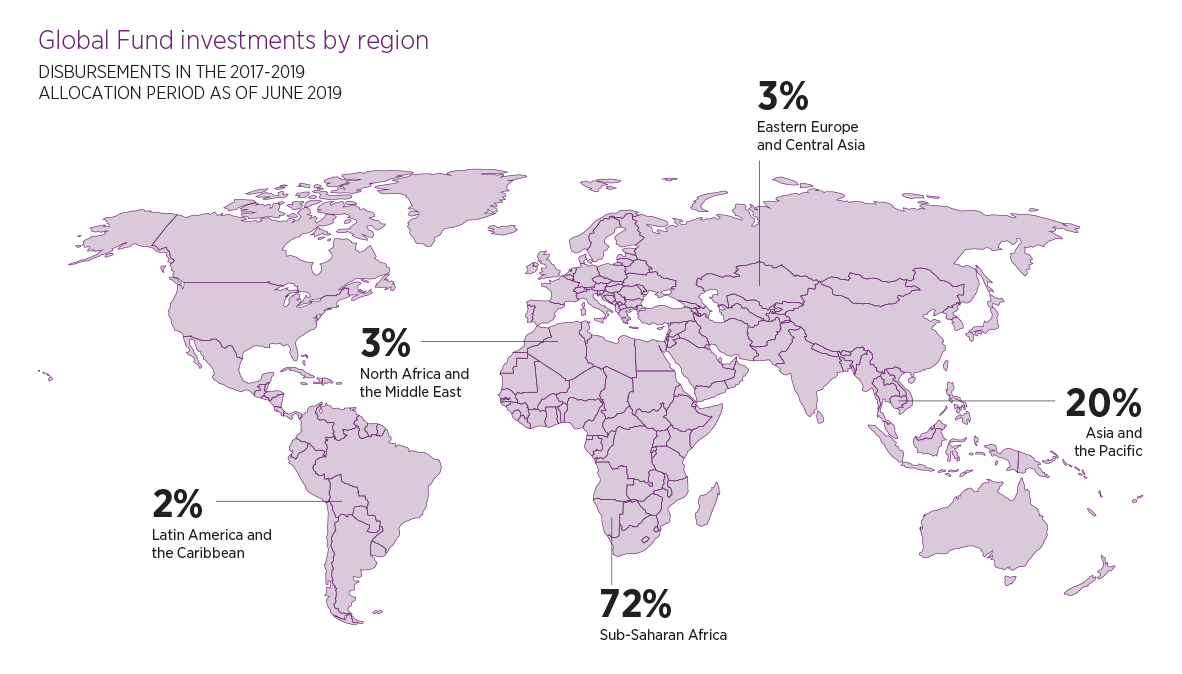 Global Fund investments by region
DISBURSEMENTS IN THE 2017-2019
ALLOCATION PERIOD AS OF JUNE 2019
3%
Eastern Europe
and Central Asia
3%
North Africa and
the Middle East
20%
Asia and
the Pacific
2%
Latin America and
the Caribbean
72%
Sub-Saharan Africa